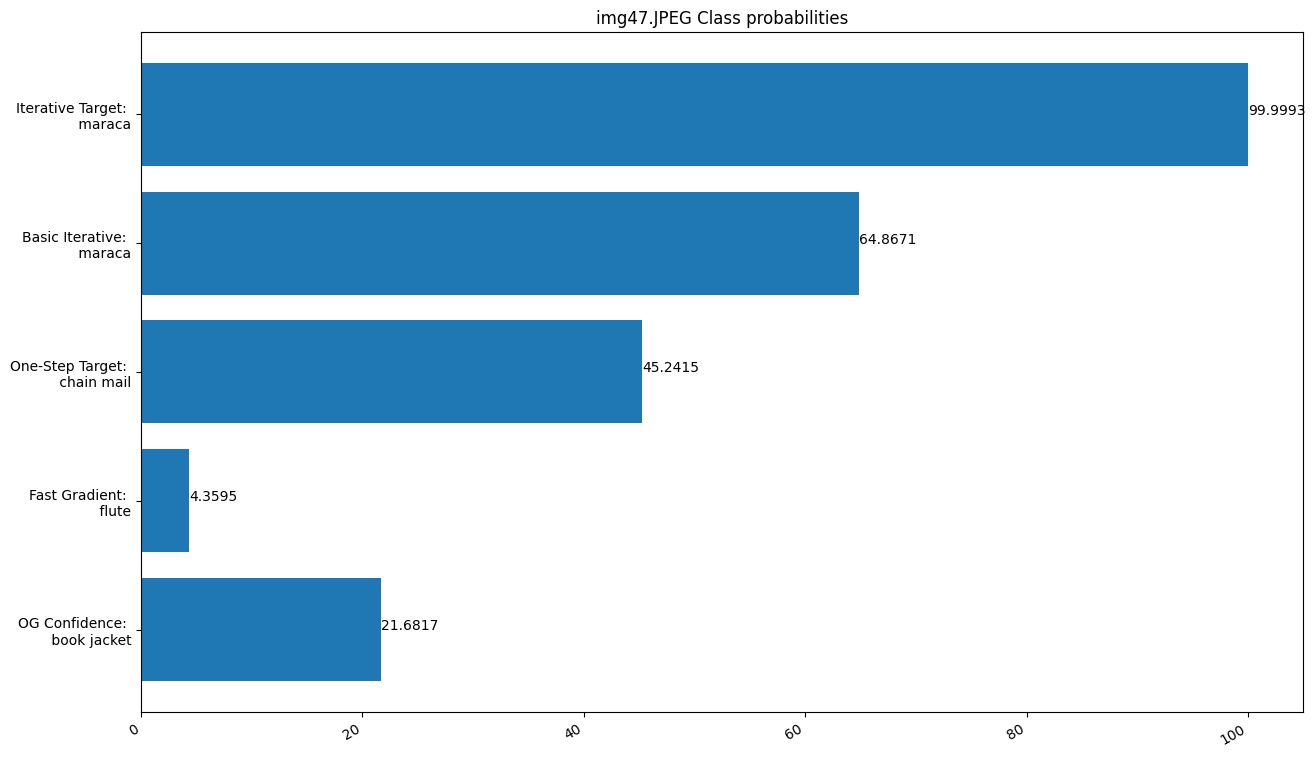 img47.JPEG Class probabilities
Iterative Target:
maraca
99.9993
Basic Iterative:
maraca
64.8671
One-Step Target:
chain mail
45.2415
Fast Gradient:
flute
4.3595
OG Confidence:
book jacket
21.6817
0
20
40
60
80
100